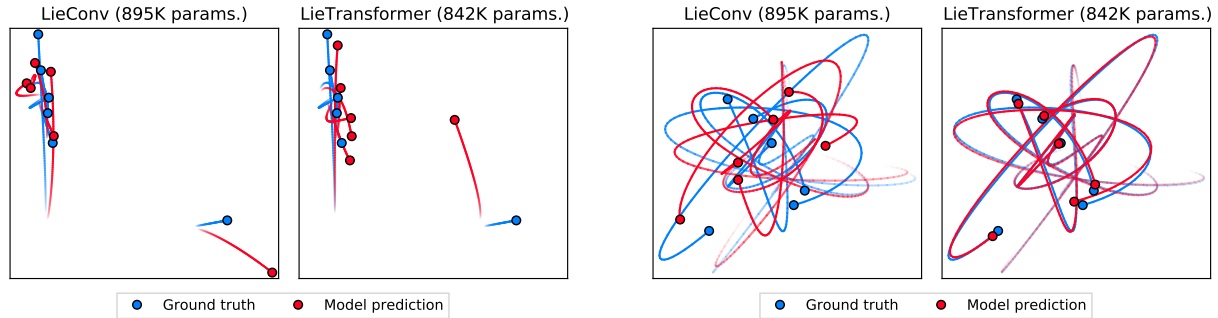 LieConv (895K params.) LieTransformer (842K params.) LieConv (895K params.) LieTransformer (842K params.)
Ground truth Model prediction Ground truth Model prediction